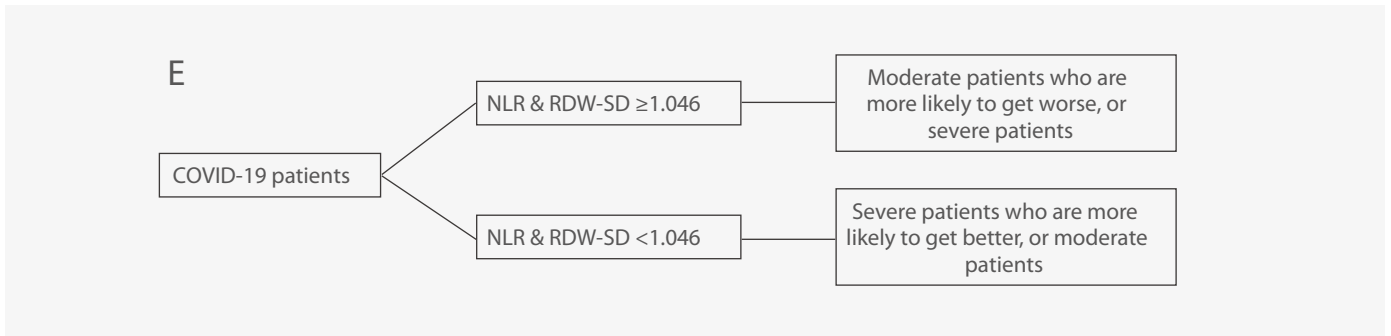 E
NLR & RDW-SD ≥1.046
Moderate patients who are
more likely to get worse, or
severe patients
COVID-19 patients
NLR & RDW-SD <1.046
Severe patients who are more
likely to get better, or moderate
patients